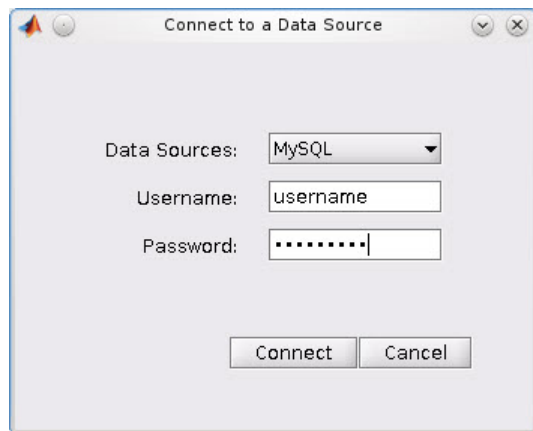 Connect to a Data Source
Data Sources: MySQL
Username: username
Password: •••••••••
Connect Cancel